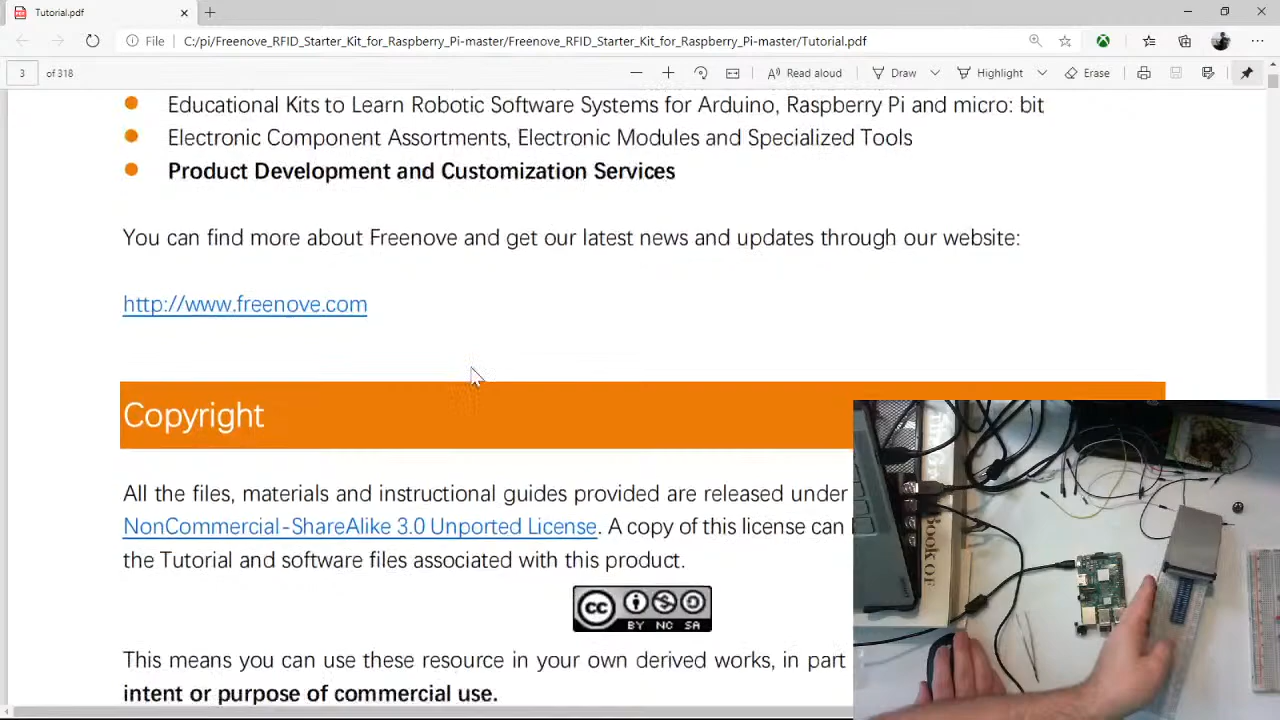 Tutorial.pdf
File C:/pi/Freenove_RFID_Starter_Kit_for_Raspberry_Pi-master/Freenove_RFID_Starter_Kit_for_Raspberry_Pi-master/Tutorial.pdf
3 of 318 Read aloud Draw Highlight Erase
Educational Kits to Learn Robotic Software Systems for Arduino, Raspberry Pi and micro: bit
Electronic Component Assortments, Electronic Modules and Specialized Tools
Product Development and Customization Services
You can find more about Freenove and get our latest news and updates through our website:
http://www.freenove.com
Copyright
All the files, materials and instructional guides provided are released under
NonCommercial-ShareAlike 3.0 Unported License. A copy of this license can
the Tutorial and software files associated with this product.
cc
BY NC SA
This means you can use these resource in your own derived works, in part
intent or purpose of commercial use.
Book of